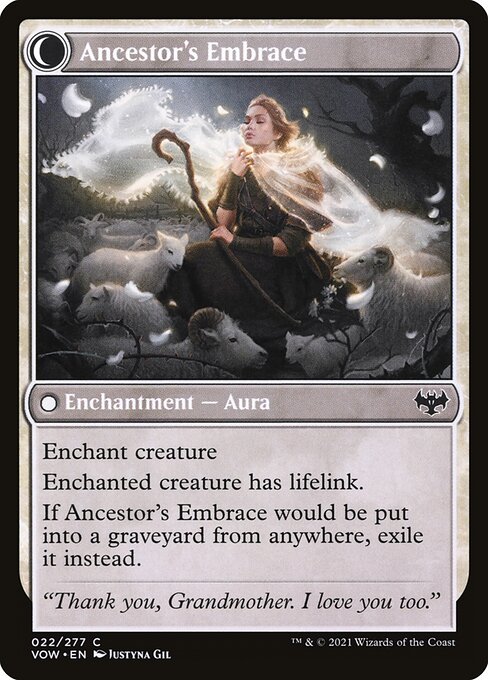 Ancestor's Embrace
Enchantment — Aura
Enchant creature
Enchanted creature has lifelink.
If Ancestor's Embrace would be put
into a graveyard from anywhere, exile
it instead.
“Thank you, Grandmother. I love you too.”
022/277 C
™ & © 2021 Wizards of the Coast
VOW • EN Justyna Gil